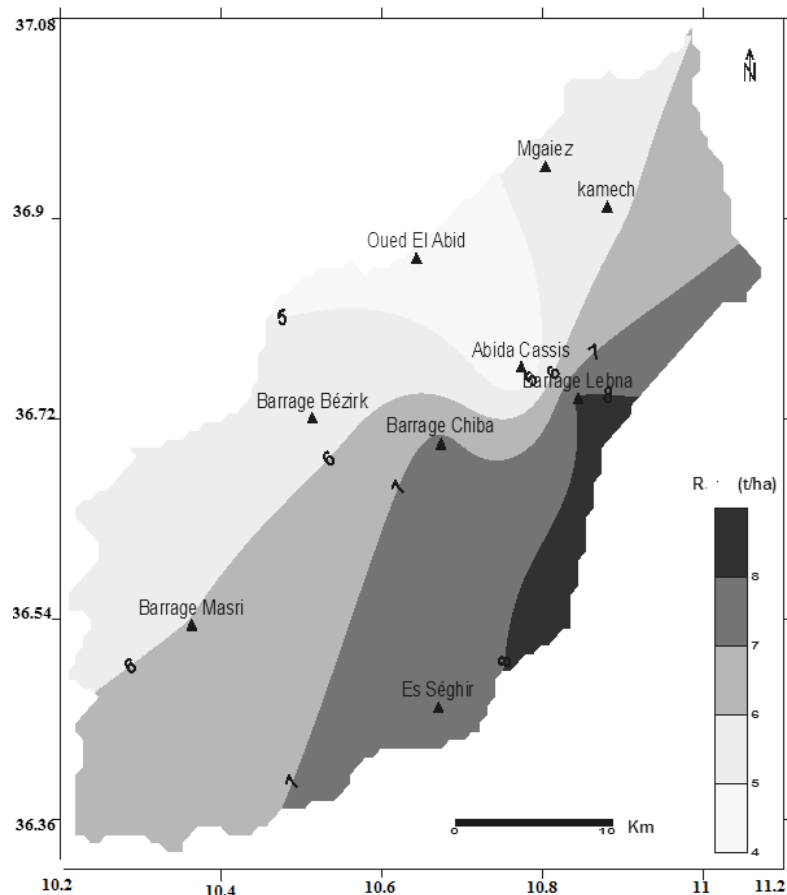 37.08
N
Mgaiez
kamech
36.9
Oued El Abid
5
Abida Cassis
7
6
5
Barrage Lebna
8
36.72
Barrage Bézirk
Barrage Chiba
6
7
R (t/ha)
8
36.54
Barrage Masri
7
6
8
Es Séghir
6
5
7
36.36
0 10 Km
4
10.2 10.4 10.6 10.8 11 11.2